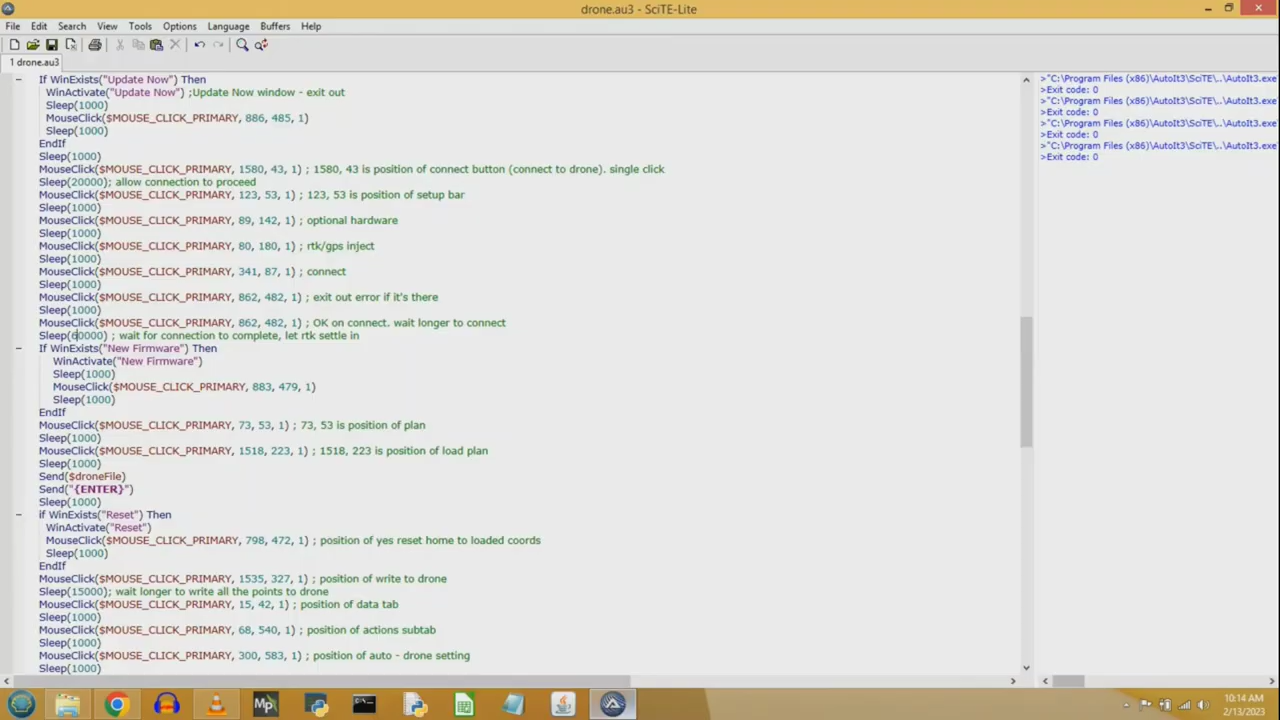 drone.au3 - SciTE-Lite
File Edit Search View Tools Options Language Buffers Help
1 drone.au3
If WinExists("Update Now") Then
WinActivate("Update Now") ;Update Now window - exit out
Sleep(1000)
MouseClick($MOUSE_CLICK_PRIMARY, 886, 485, 1)
Sleep(1000)
EndIf
Sleep(1000)
MouseClick($MOUSE_CLICK_PRIMARY, 1580, 43, 1) ; 1580, 43 is position of connect button (connect to drone). single click
Sleep(20000); allow connection to proceed
MouseClick($MOUSE_CLICK_PRIMARY, 123, 53, 1) ; 123, 53 is position of setup bar
Sleep(1000)
MouseClick($MOUSE_CLICK_PRIMARY, 89, 142, 1) ; optional hardware
Sleep(1000)
MouseClick($MOUSE_CLICK_PRIMARY, 80, 180, 1) ; rtk/gps inject
Sleep(1000)
MouseClick($MOUSE_CLICK_PRIMARY, 341, 87, 1) ; connect
Sleep(1000)
MouseClick($MOUSE_CLICK_PRIMARY, 862, 482, 1) ; exit out error if it's there
Sleep(1000)
MouseClick($MOUSE_CLICK_PRIMARY, 862, 482, 1) ; OK on connect. wait longer to connect
Sleep(60000) ; wait for connection to complete, let rtk settle in
If WinExists("New Firmware") Then
WinActivate("New Firmware")
Sleep(1000)
MouseClick($MOUSE_CLICK_PRIMARY, 883, 479, 1)
Sleep(1000)
EndIf
MouseClick($MOUSE_CLICK_PRIMARY, 73, 53, 1) ; 73, 53 is position of plan
Sleep(1000)
MouseClick($MOUSE_CLICK_PRIMARY, 1518, 223, 1) ; 1518, 223 is position of load plan
Sleep(1000)
Send($droneFile)
Send("{ENTER}")
Sleep(1000)
if WinExists("Reset") Then
WinActivate("Reset")
MouseClick($MOUSE_CLICK_PRIMARY, 798, 472, 1) ; position of yes reset home to loaded coords
Sleep(1000)
EndIf
MouseClick($MOUSE_CLICK_PRIMARY, 1535, 327, 1) ; position of write to drone
Sleep(15000); wait longer to write all the points to drone
MouseClick($MOUSE_CLICK_PRIMARY, 15, 42, 1) ; position of data tab
Sleep(1000)
MouseClick($MOUSE_CLICK_PRIMARY, 68, 540, 1) ; position of actions subtab
Sleep(1000)
MouseClick($MOUSE_CLICK_PRIMARY, 300, 583, 1) ; position of auto - drone setting
Sleep(1000)
>"C:\Program Files (x86)\AutoIt3\SciTE\..\AutoIt3.exe
>Exit code: 0
>"C:\Program Files (x86)\AutoIt3\SciTE\..\AutoIt3.exe
>Exit code: 0
>"C:\Program Files (x86)\AutoIt3\SciTE\..\AutoIt3.exe
>Exit code: 0
>"C:\Program Files (x86)\AutoIt3\SciTE\..\AutoIt3.exe
>Exit code: 0
Mp
10:14 AM
2/13/2023